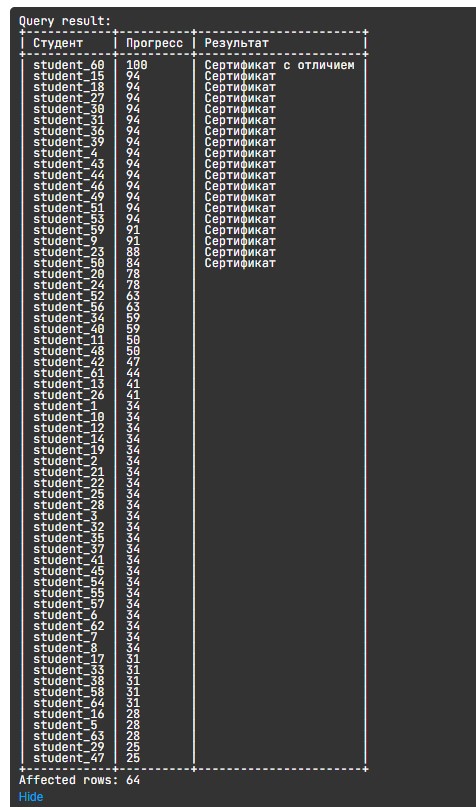 Query result:
+------------+----------+-----------------------+
| Студент | Прогресс | Результат |
+------------+----------+-----------------------+
| student_60 | 100 | Сертификат с отличием |
| student_15 | 94 | Сертификат |
| student_18 | 94 | Сертификат |
| student_27 | 94 | Сертификат |
| student_30 | 94 | Сертификат |
| student_31 | 94 | Сертификат |
| student_36 | 94 | Сертификат |
| student_39 | 94 | Сертификат |
| student_4 | 94 | Сертификат |
| student_43 | 94 | Сертификат |
| student_44 | 94 | Сертификат |
| student_46 | 94 | Сертификат |
| student_49 | 94 | Сертификат |
| student_51 | 94 | Сертификат |
| student_53 | 94 | Сертификат |
| student_59 | 91 | Сертификат |
| student_9 | 91 | Сертификат |
| student_23 | 88 | Сертификат |
| student_50 | 84 | Сертификат |
| student_20 | 78 | |
| student_24 | 78 | |
| student_52 | 63 | |
| student_56 | 63 | |
| student_34 | 59 | |
| student_40 | 59 | |
| student_11 | 50 | |
| student_48 | 50 | |
| student_42 | 47 | |
| student_61 | 44 | |
| student_13 | 41 | |
| student_26 | 41 | |
| student_1 | 34 | |
| student_10 | 34 | |
| student_12 | 34 | |
| student_14 | 34 | |
| student_19 | 34 | |
| student_2 | 34 | |
| student_21 | 34 | |
| student_22 | 34 | |
| student_25 | 34 | |
| student_28 | 34 | |
| student_3 | 34 | |
| student_32 | 34 | |
| student_35 | 34 | |
| student_37 | 34 | |
| student_41 | 34 | |
| student_45 | 34 | |
| student_54 | 34 | |
| student_55 | 34 | |
| student_57 | 34 | |
| student_6 | 34 | |
| student_62 | 34 | |
| student_7 | 34 | |
| student_8 | 34 | |
| student_17 | 31 | |
| student_33 | 31 | |
| student_38 | 31 | |
| student_58 | 31 | |
| student_64 | 31 | |
| student_16 | 28 | |
| student_5 | 28 | |
| student_63 | 28 | |
| student_29 | 25 | |
| student_47 | 25 | |
+------------+----------+-----------------------+
Affected rows: 64
Hide